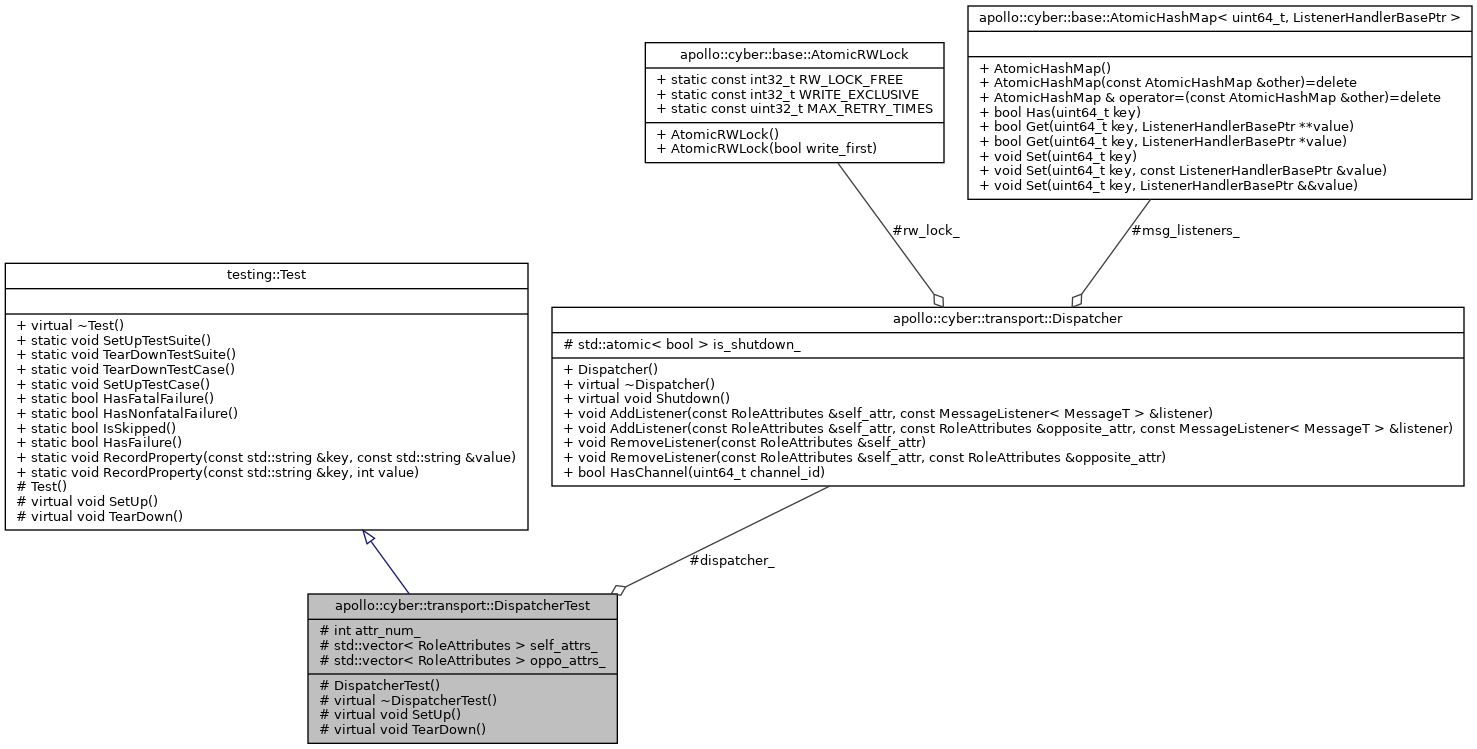 apollo::cyber::base::AtomicHashMap< uint64_t, ListenerHandlerBasePtr >
+ AtomicHashMap()
+ AtomicHashMap(const AtomicHashMap &other)=delete
+ AtomicHashMap & operator=(const AtomicHashMap &other)=delete
+ bool Has(uint64_t key)
+ bool Get(uint64_t key, ListenerHandlerBasePtr **value)
+ bool Get(uint64_t key, ListenerHandlerBasePtr *value)
+ void Set(uint64_t key)
+ void Set(uint64_t key, const ListenerHandlerBasePtr &value)
+ void Set(uint64_t key, ListenerHandlerBasePtr &&value)
apollo::cyber::base::AtomicRWLock
+ static const int32_t RW_LOCK_FREE
+ static const int32_t WRITE_EXCLUSIVE
+ static const uint32_t MAX_RETRY_TIMES
+ AtomicRWLock()
+ AtomicRWLock(bool write_first)
#rw_lock_
#msg_listeners_
testing::Test
+ virtual ~Test()
+ static void SetUpTestSuite()
+ static void TearDownTestSuite()
+ static void TearDownTestCase()
+ static void SetUpTestCase()
+ static bool HasFatalFailure()
+ static bool HasNonfatalFailure()
+ static bool IsSkipped()
+ static bool HasFailure()
+ static void RecordProperty(const std::string &key, const std::string &value)
+ static void RecordProperty(const std::string &key, int value)
# Test()
# virtual void SetUp()
# virtual void TearDown()
apollo::cyber::transport::Dispatcher
# std::atomic< bool > is_shutdown_
+ Dispatcher()
+ virtual ~Dispatcher()
+ virtual void Shutdown()
+ void AddListener(const RoleAttributes &self_attr, const MessageListener< MessageT > &listener)
+ void AddListener(const RoleAttributes &self_attr, const RoleAttributes &opposite_attr, const MessageListener< MessageT > &listener)
+ void RemoveListener(const RoleAttributes &self_attr)
+ void RemoveListener(const RoleAttributes &self_attr, const RoleAttributes &opposite_attr)
+ bool HasChannel(uint64_t channel_id)
#dispatcher_
apollo::cyber::transport::DispatcherTest
# int attr_num_
# std::vector< RoleAttributes > self_attrs_
# std::vector< RoleAttributes > oppo_attrs_
# DispatcherTest()
# virtual ~DispatcherTest()
# virtual void SetUp()
# virtual void TearDown()